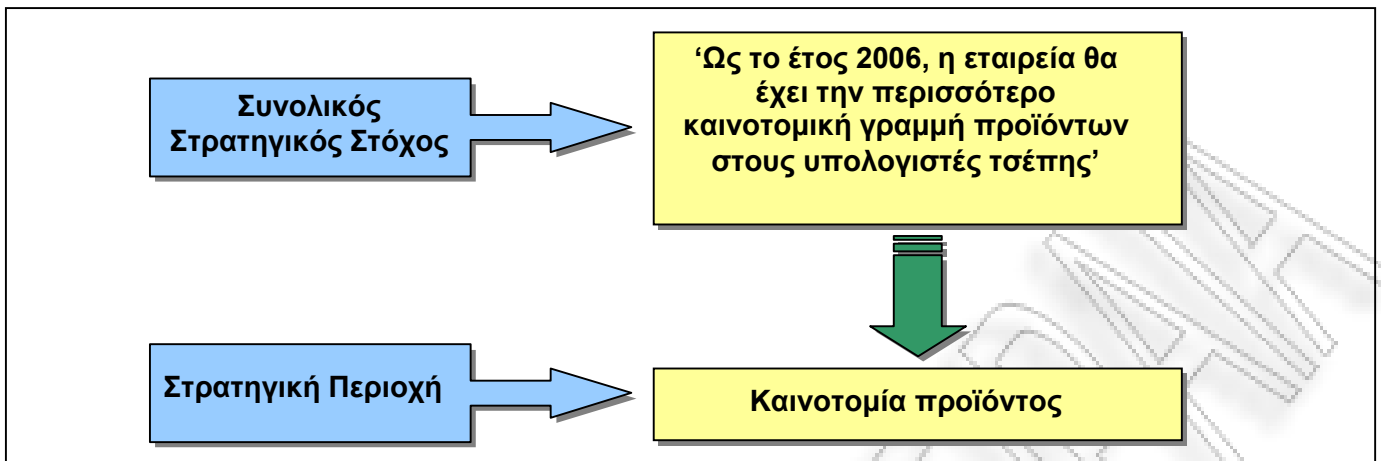 Συνολικός
Στρατηγικός Στόχος
‘Ως το έτος 2006, η εταιρεία θα
έχει την περισσότερο
καινοτομική γραμμή προϊόντων
στους υπολογιστές τσέπης’
Στρατηγική Περιοχή
Καινοτομία προϊόντος